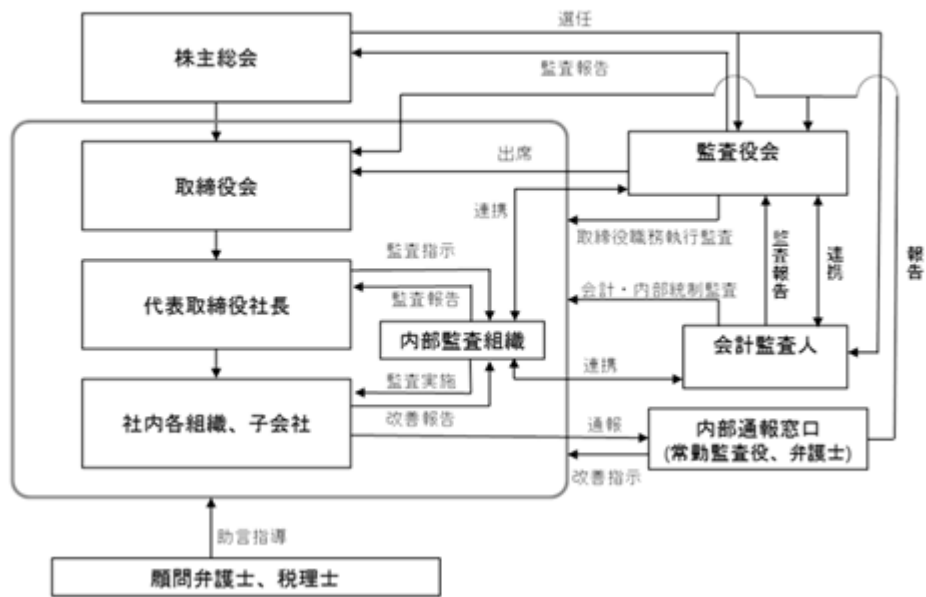 選任
株主総会
監査報告
監査役会
出席
取締役会
連携
取締役職務執行監査
監査指示
監査報告
連携
報告
代表取締役社長
監査報告
会計・内部統制監査
内部監査組織
会計監査人
監査実施
連携
社内各組織、子会社
改善報告
通報
内部通報窓口
(常勤監査役、弁護士)
改善指示
助言指導
顧問弁護士、税理士